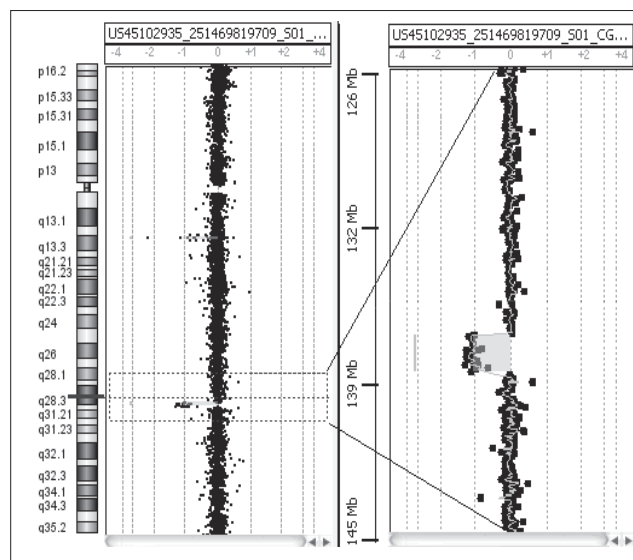 US45102935_251469819709_S01_...
-4 -2 -1 0 +1 +2 +4
p16.2
p15.33
p15.31
p15.1
p13
q13.1
q13.3
q21.21
q21.23
q22.1
q22.3
q24
q26
q28.1
q28.3
q31.21
q31.23
q32.1
q32.3
q34.1
q34.3
q35.2
126 Mb
132 Mb
139 Mb
145 Mb
US45102935_251469819709_S01_CG...
-4 -2 -1 0 +1 +2 +4